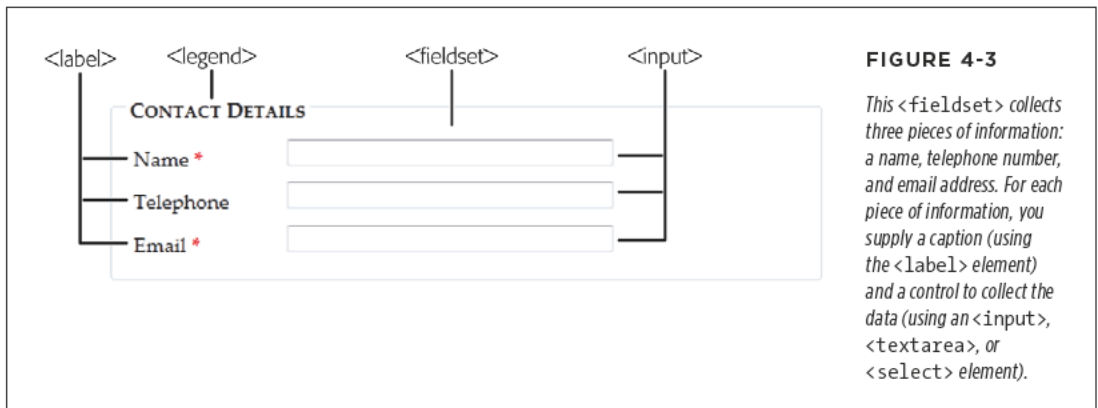 <label> <legend> <fieldset> <input>
CONTACT DETAILS
Name *
Telephone
Email *
FIGURE 4-3
This <fieldset> collects
three pieces of information:
a name, telephone number,
and email address. For each
piece of information, you
supply a caption (using
the <label> element)
and a control to collect the
data (using an <input>,
<textarea>, or
<select> element).